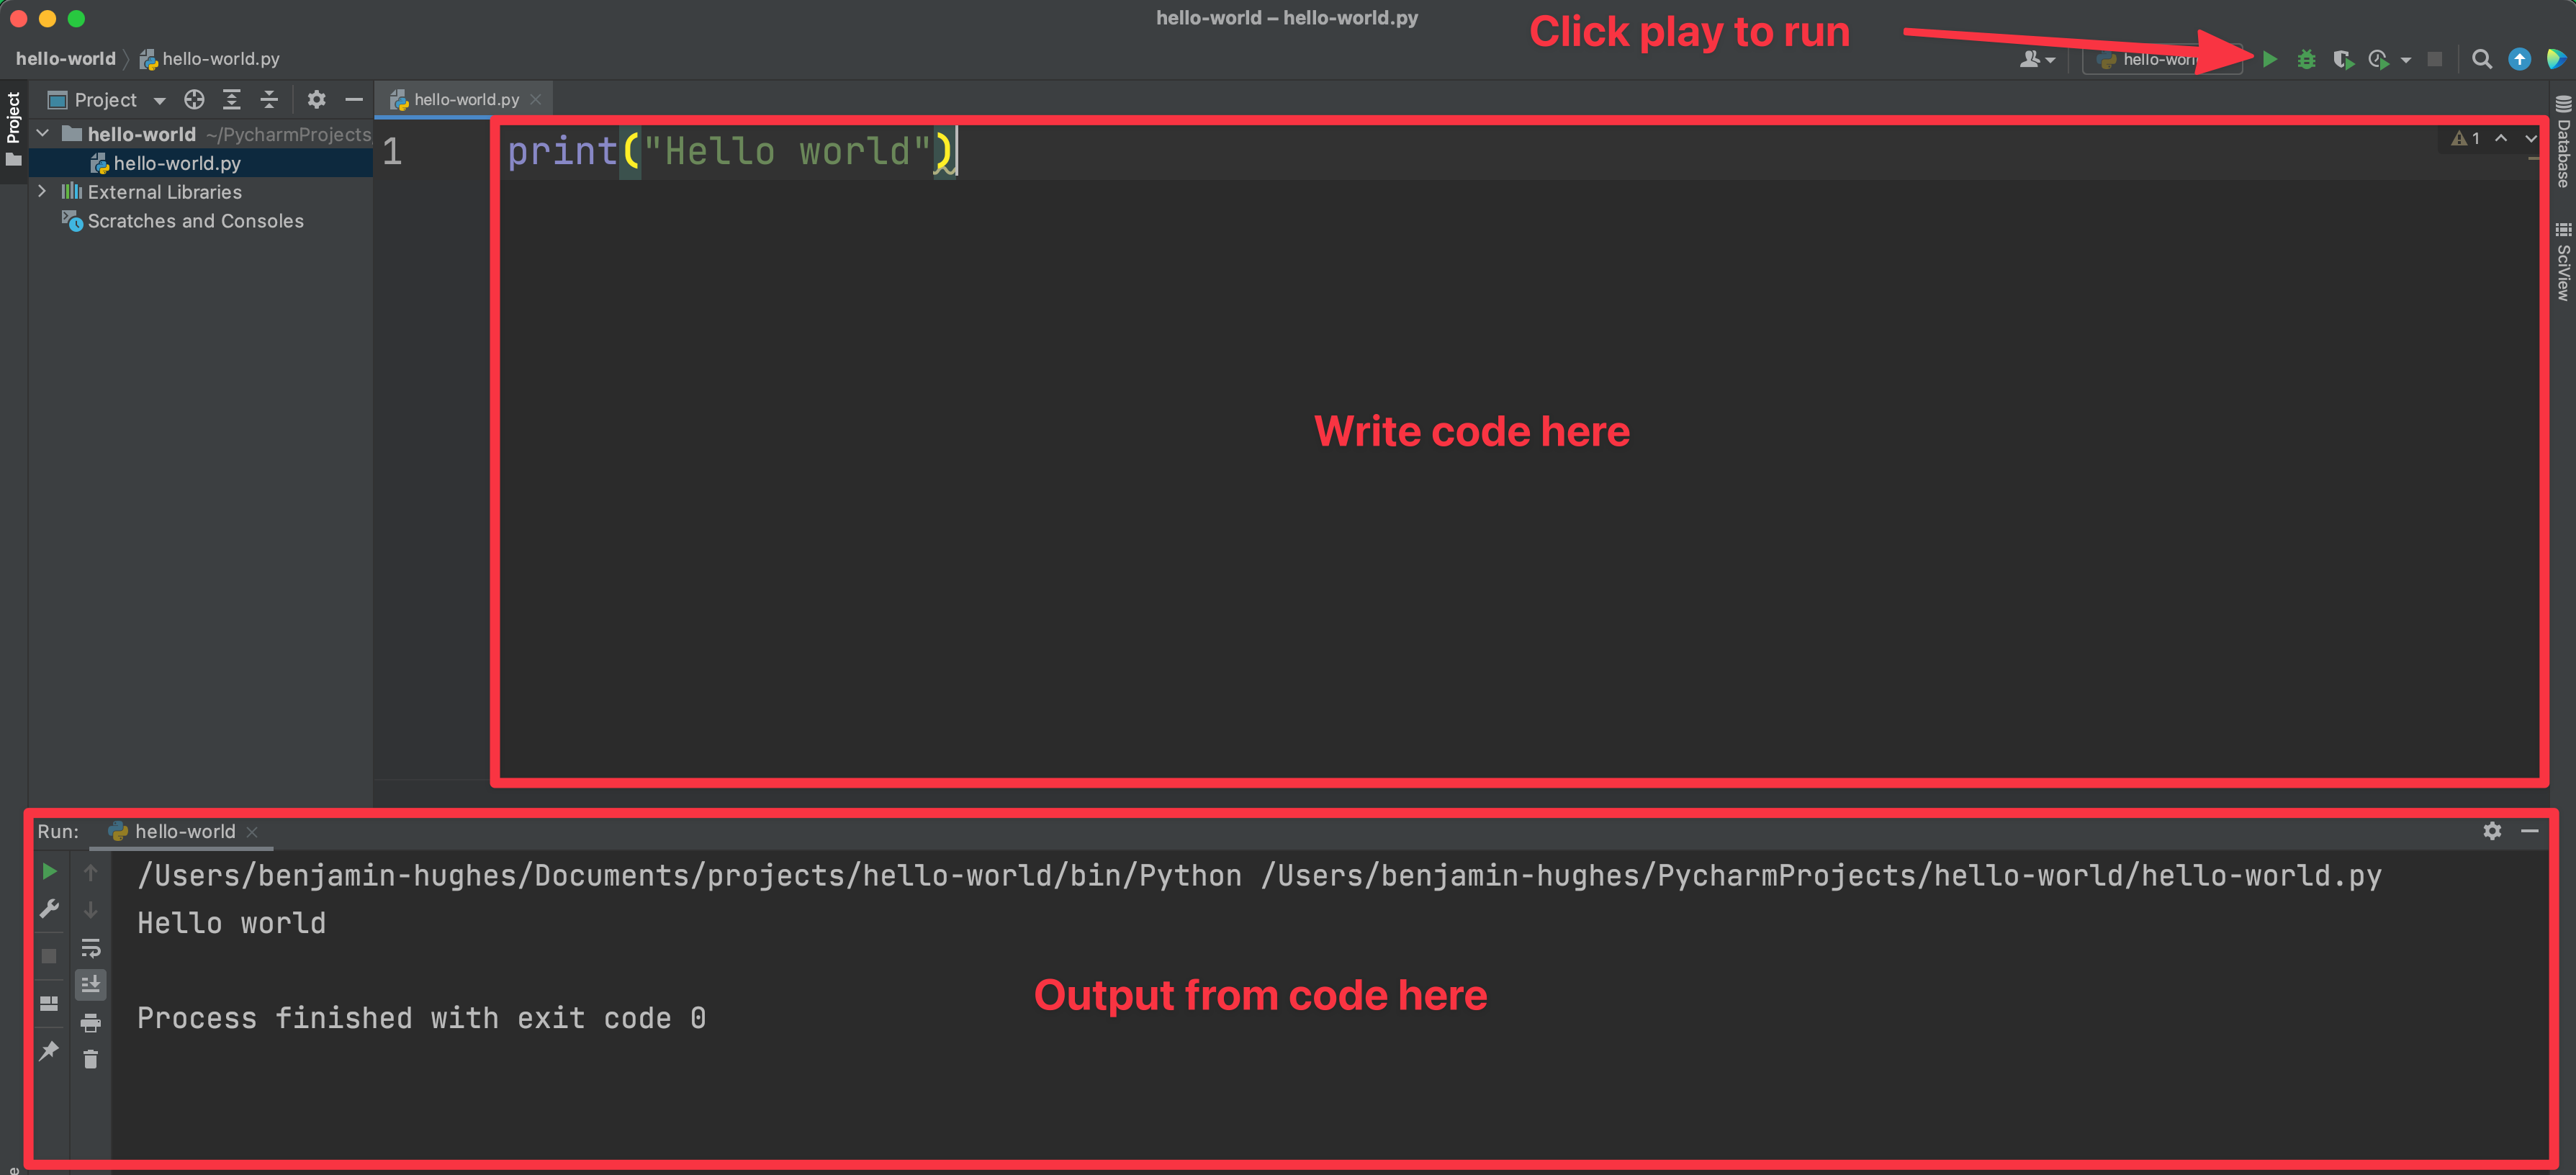 hello-world – hello-world.py
Click play to run
hello-world
hello-world.py
Project
hello-world.py
Project
hello-world ~/PycharmProjects
hello-world.py
External Libraries
Scratches and Consoles
1
print("Hello world")
1
Database
SciView
Write code here
Run:
hello-world
/Users/benjamin-hughes/Documents/projects/hello-world/bin/Python /Users/benjamin-hughes/PycharmProjects/hello-world/hello-world.py
Hello world
Output from code here
Process finished with exit code 0